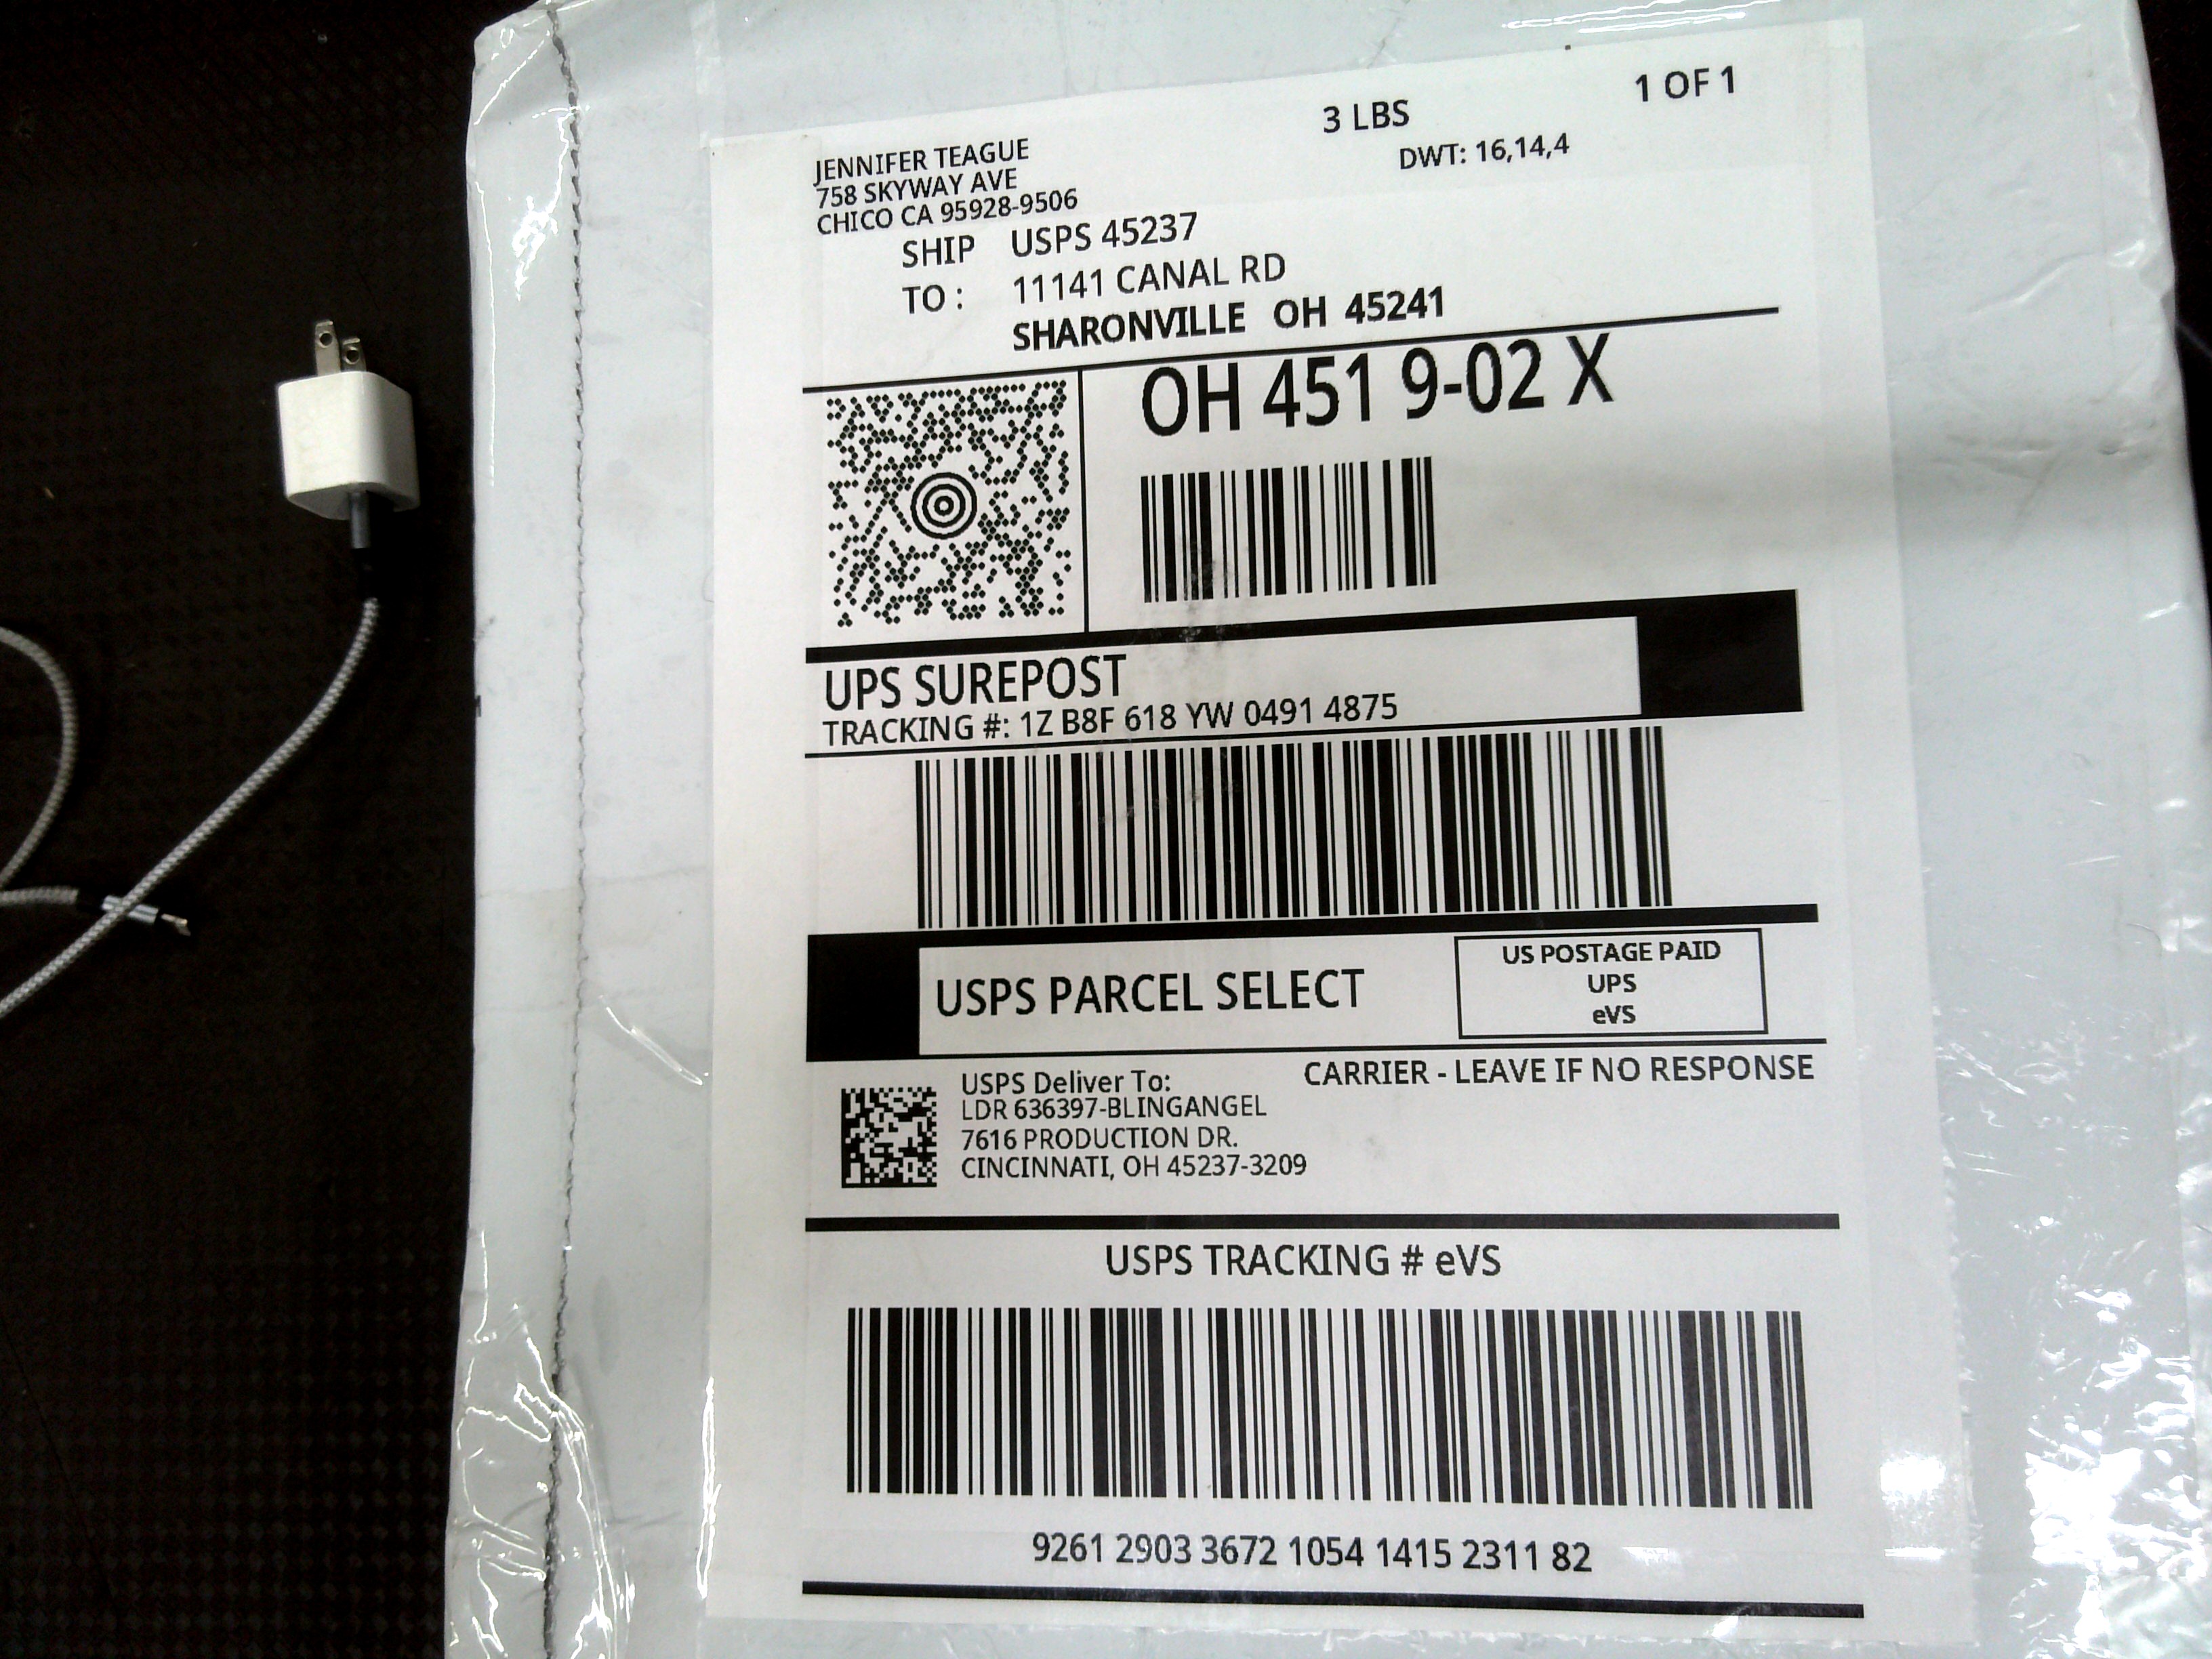 JENNIFER TEAGUE
758 SKYWAY AVE
CHICO CA 95928-9506
3 LBS
1 OF 1
DWT: 16,14,4
SHIP TO :
USPS 45237
11141 CANAL RD
SHARONVILLE OH 45241
OH 451 9-02 X
UPS SUREPOST
TRACKING #: 1Z B8F 618 YW 0491 4875
USPS PARCEL SELECT
US POSTAGE PAID
UPS
eVS
CARRIER - LEAVE IF NO RESPONSE
USPS Deliver To:
LDR 636397-BLINGANGEL
7616 PRODUCTION DR.
CINCINNATI, OH 45237-3209
USPS TRACKING # eVS
9261 2903 3672 1054 1415 2311 82